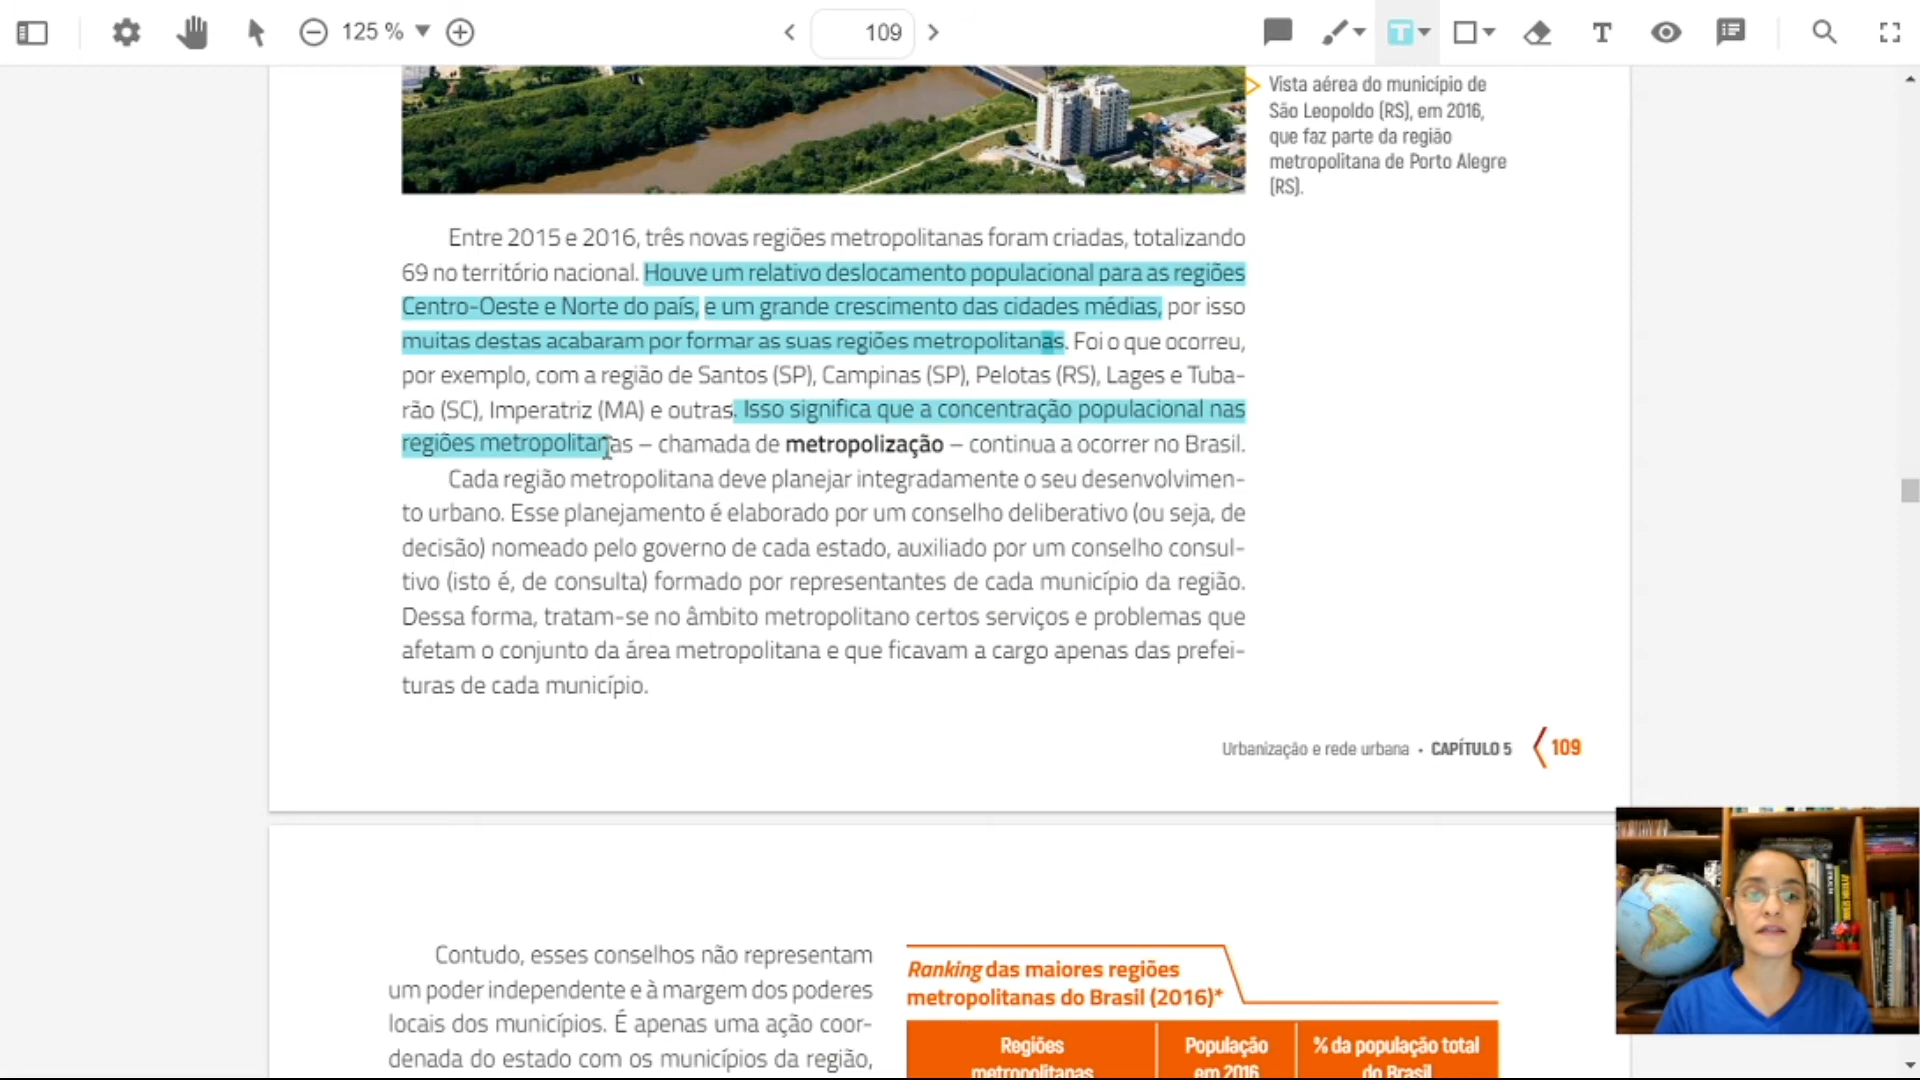 125 %
109
Vista aérea do município de
São Leopoldo (RS), em 2016,
que faz parte da região
metropolitana de Porto Alegre
(RS).
Entre 2015 e 2016, três novas regiões metropolitanas foram criadas, totalizando
69 no território nacional. Houve um relativo deslocamento populacional para as regiões
Centro-Oeste e Norte do país, e um grande crescimento das cidades médias, por isso
muitas destas acabaram por formar as suas regiões metropolitanas. Foi o que ocorreu,
por exemplo, com a região de Santos (SP), Campinas (SP), Pelotas (RS), Lages e Tuba-
rão (SC), Imperatriz (MA) e outras. Isso significa que a concentração populacional nas
regiões metropolitanas – chamada de metropolização – continua a ocorrer no Brasil.
Cada região metropolitana deve planejar integradamente o seu desenvolvimen-
to urbano. Esse planejamento é elaborado por um conselho deliberativo (ou seja, de
decisão) nomeado pelo governo de cada estado, auxiliado por um conselho consul-
tivo (isto é, de consulta) formado por representantes de cada município da região.
Dessa forma, tratam-se no âmbito metropolitano certos serviços e problemas que
afetam o conjunto da área metropolitana e que ficavam a cargo apenas das prefei-
turas de cada município.
Urbanização e rede urbana • CAPÍTULO 5 109
Contudo, esses conselhos não representam
um poder independente e à margem dos poderes
locais dos municípios. É apenas uma ação coor-
denada do estado com os municípios da região,
Ranking das maiores regiões
metropolitanas do Brasil (2016)*
Regiões
metropolitanas
População
em 2016
% da população total
do Brasil